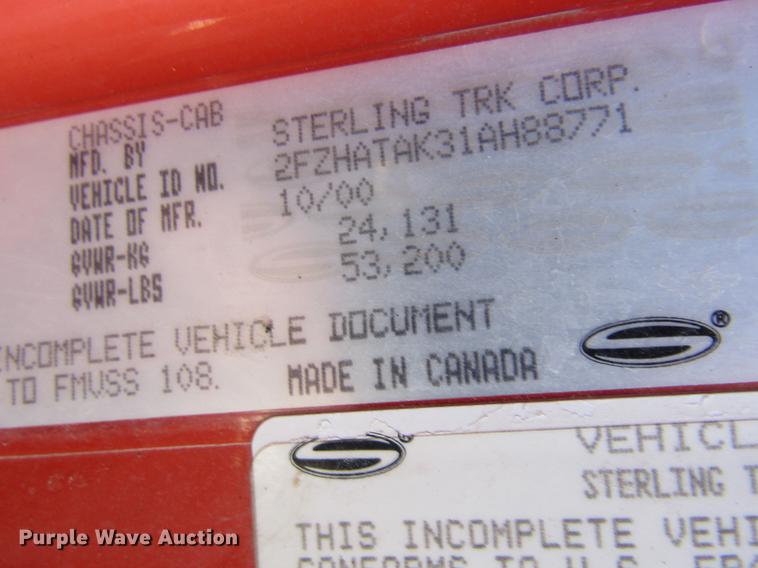 CHASSIS-CAB
MFD. BY STERLING TRK CORP.
VEHICLE ID NO. 2FZHATAK31AH88771
DATE OF MFR. 10/00
GVWR-KG 24,131
GVWR-LBS 53,200
INCOMPLETE VEHICLE DOCUMENT
TO FMVSS 108. MADE IN CANADA
S ®
S
VEHICL
STERLING T
THIS INCOMPLETE VEHI
CONFORMS TO U.S.
Purple Wave Auction